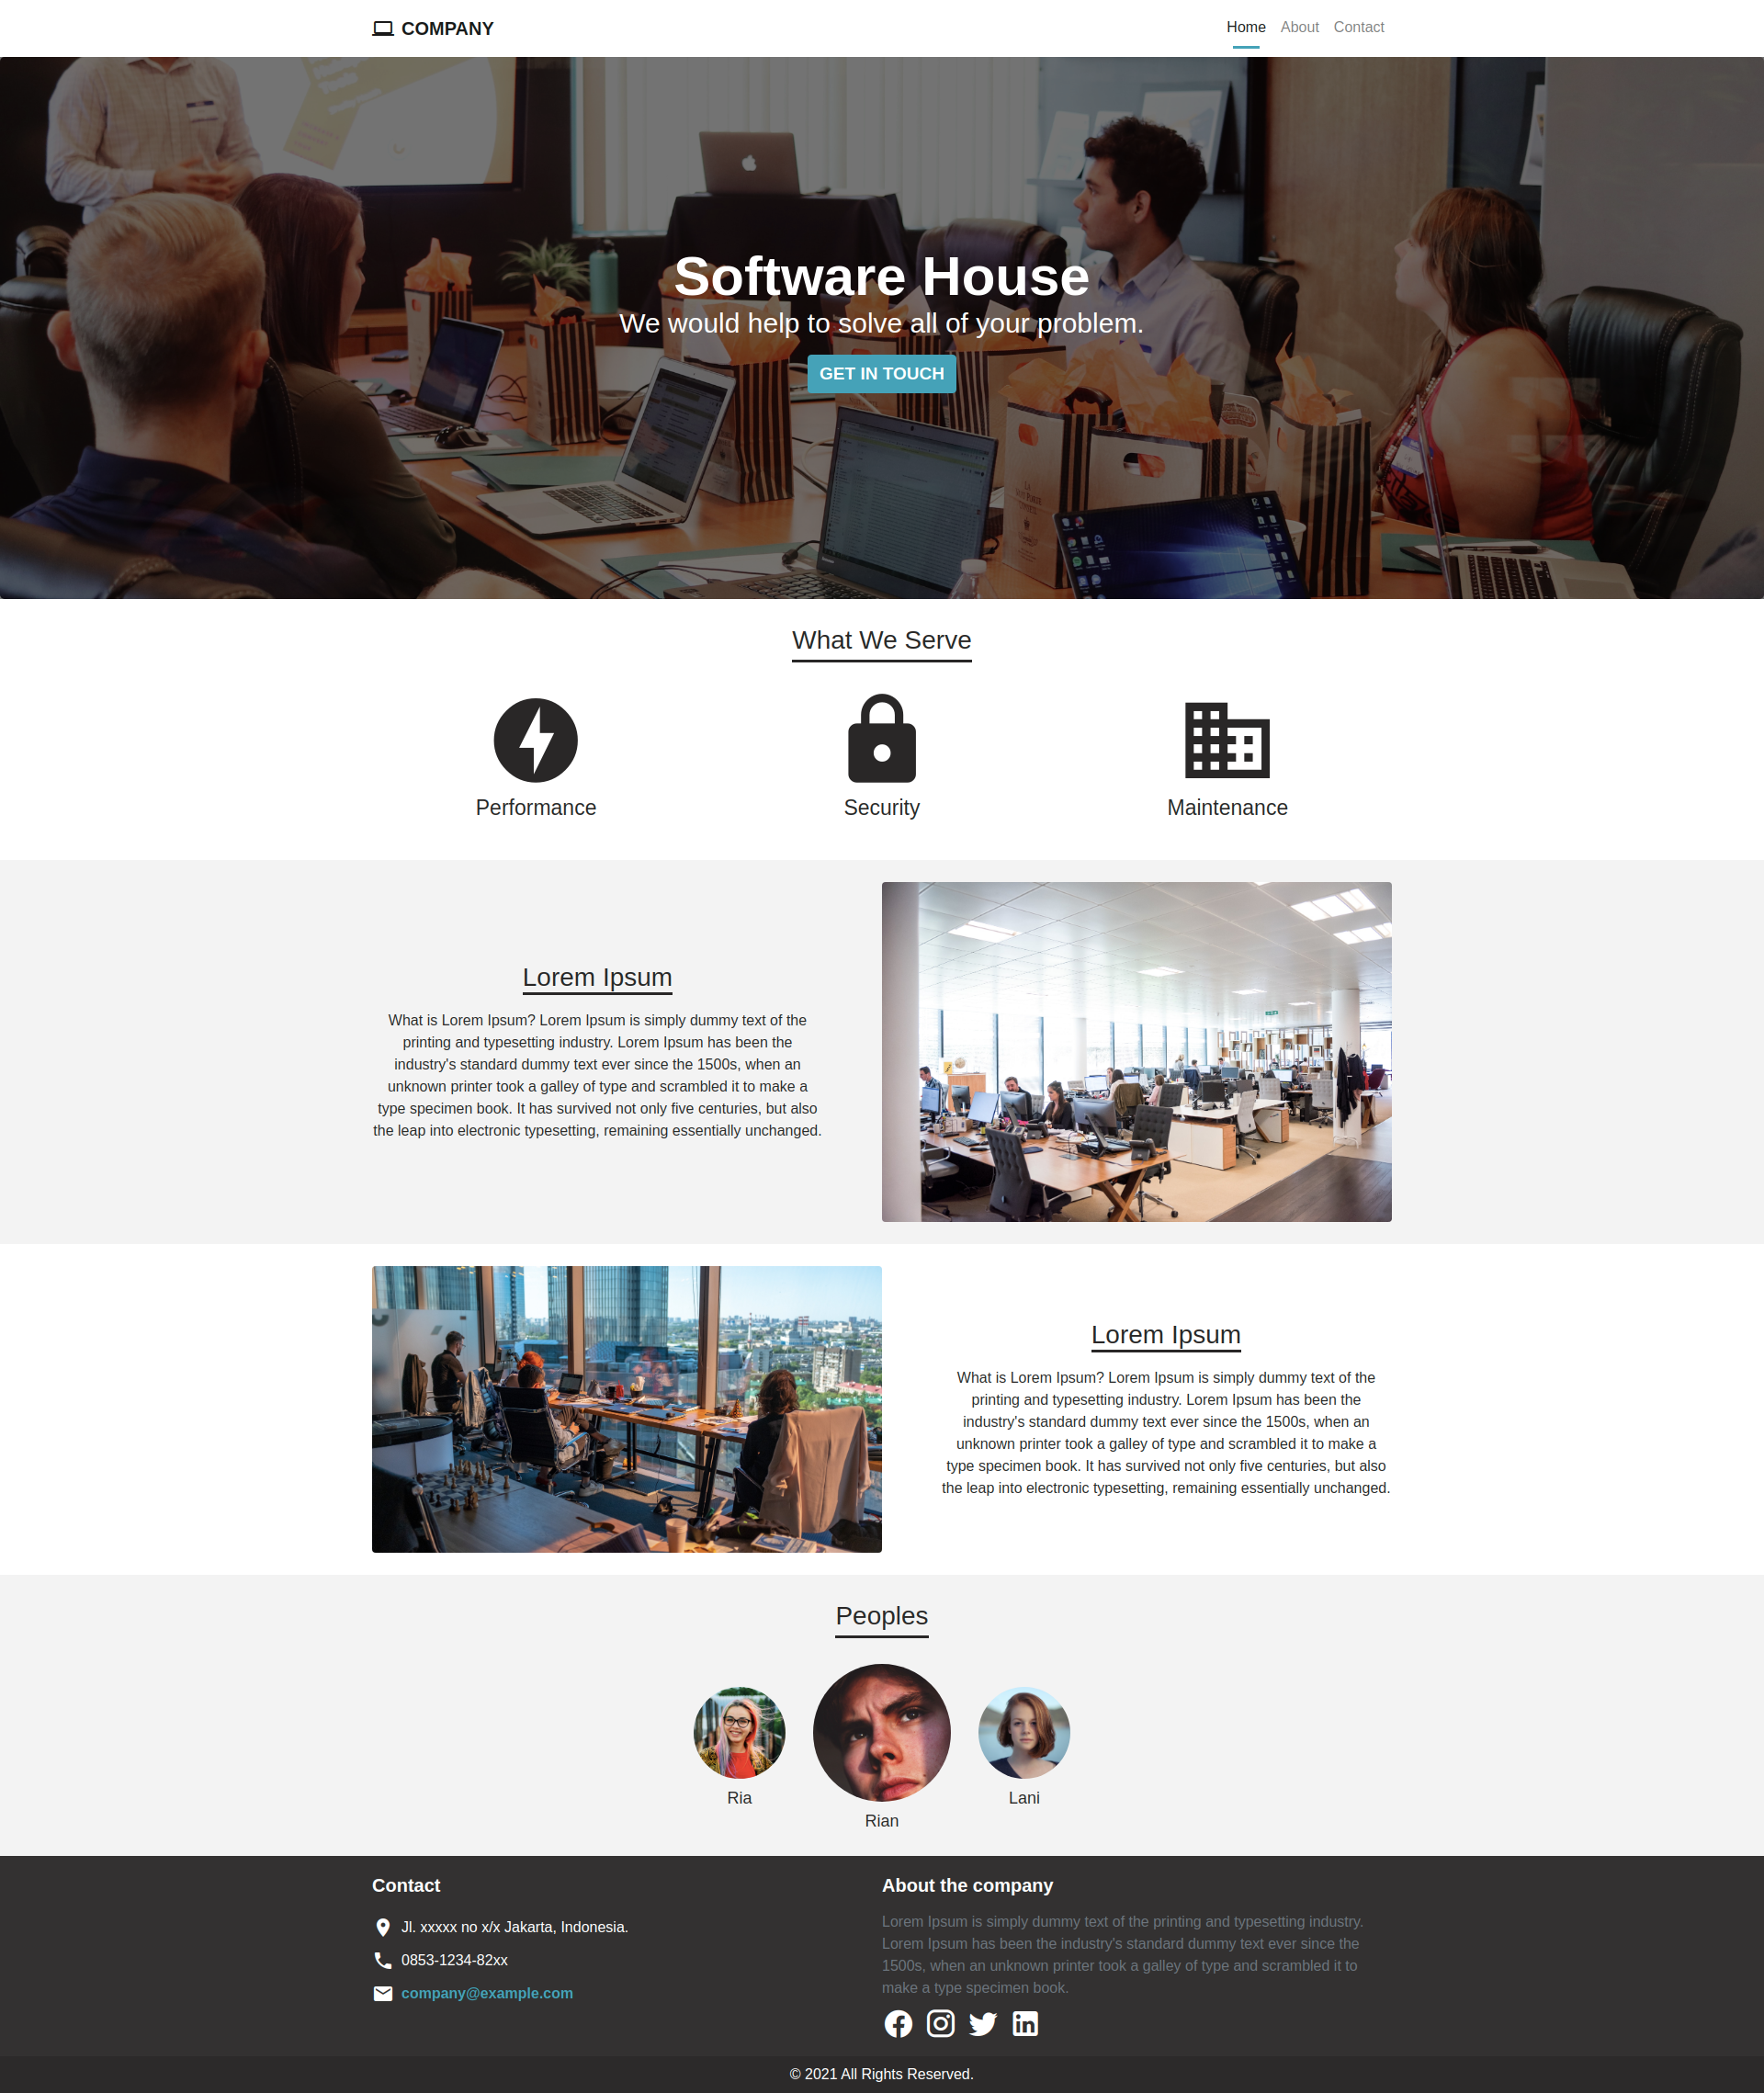 COMPANY
Home About Contact
Software House
We would help to solve all of your problem.
GET IN TOUCH
What We Serve
Performance
Security
Maintenance
Lorem Ipsum
What is Lorem Ipsum? Lorem Ipsum is simply dummy text of the
printing and typesetting industry. Lorem Ipsum has been the
industry's standard dummy text ever since the 1500s, when an
unknown printer took a galley of type and scrambled it to make a
type specimen book. It has survived not only five centuries, but also
the leap into electronic typesetting, remaining essentially unchanged.
Lorem Ipsum
What is Lorem Ipsum? Lorem Ipsum is simply dummy text of the
printing and typesetting industry. Lorem Ipsum has been the
industry's standard dummy text ever since the 1500s, when an
unknown printer took a galley of type and scrambled it to make a
type specimen book. It has survived not only five centuries, but also
the leap into electronic typesetting, remaining essentially unchanged.
Peoples
Ria
Rian
Lani
Contact
Jl. xxxxx no x/x Jakarta, Indonesia.
0853-1234-82xx
company@example.com
About the company
Lorem Ipsum is simply dummy text of the printing and typesetting industry.
Lorem Ipsum has been the industry's standard dummy text ever since the
1500s, when an unknown printer took a galley of type and scrambled it to
make a type specimen book.
© 2021 All Rights Reserved.